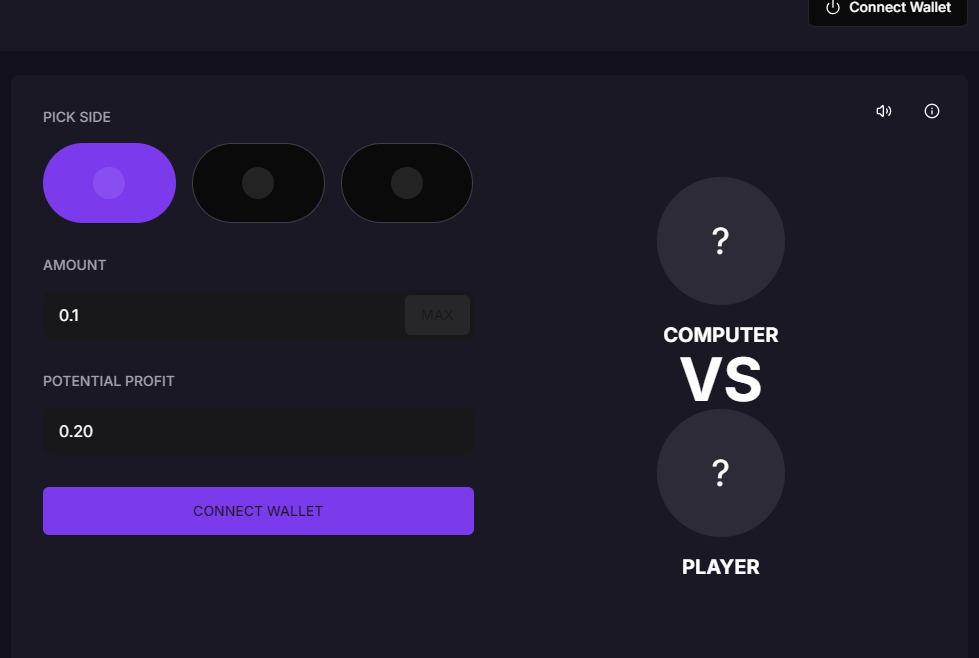 Connect Wallet
PICK SIDE
AMOUNT
0.1
MAX
POTENTIAL PROFIT
0.20
CONNECT WALLET
?
COMPUTER
VS
?
PLAYER